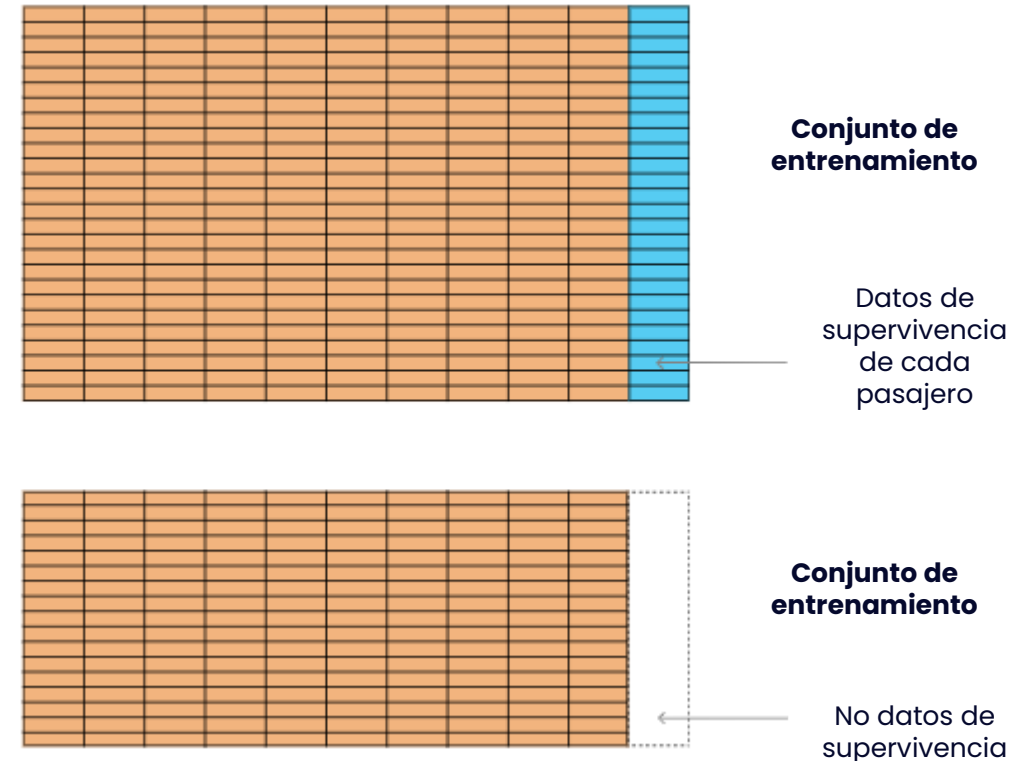 Conjunto de
entrenamiento
Datos de
supervivencia
de cada
pasajero
Conjunto de
entrenamiento
No datos de
supervivencia